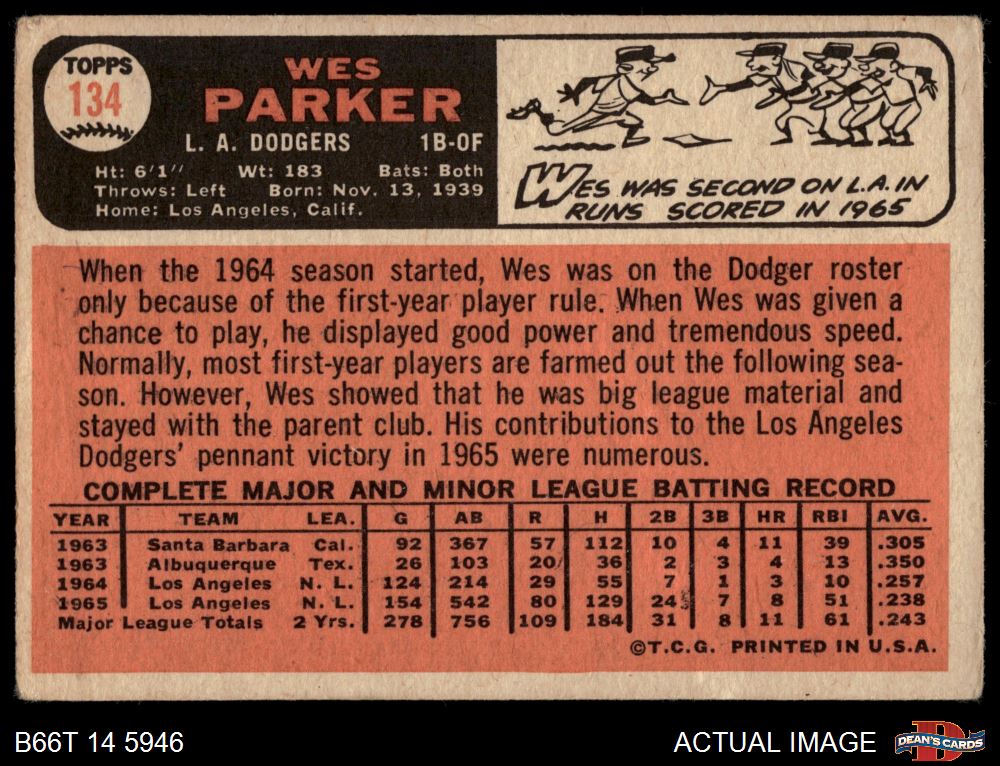 TOPPS
134
WES
PARKER
L. A. DODGERS 1B-OF
Ht: 6'1" Wt: 183 Bats: Both
Throws: Left Born: Nov. 13, 1939
Home: Los Angeles, Calif.
WES WAS SECOND ON L.A. IN
RUNS SCORED IN 1965
When the 1964 season started, Wes was on the Dodger roster
only because of the first-year player rule. When Wes was given a
chance to play, he displayed good power and tremendous speed.
Normally, most first-year players are farmed out the following sea-
son. However, Wes showed that he was big league material and
stayed with the parent club. His contributions to the Los Angeles
Dodgers' pennant victory in 1965 were numerous.
COMPLETE MAJOR AND MINOR LEAGUE BATTING RECORD
YEAR TEAM LEA. G AB R H 2B 3B HR RBI AVG.
1963 Santa Barbara Cal. 92 367 57 112 10 4 11 39 .305
1963 Albuquerque Tex. 26 103 20 36 2 3 4 13 .350
1964 Los Angeles N. L. 124 214 29 55 7 1 3 10 .257
1965 Los Angeles N. L. 154 542 80 129 24 7 8 51 .238
Major League Totals 2 Yrs. 278 756 109 184 31 8 11 61 .243
©T.C.G. PRINTED IN U.S.A.
B66T 14 5946
ACTUAL IMAGE
DEAN'S CARDS